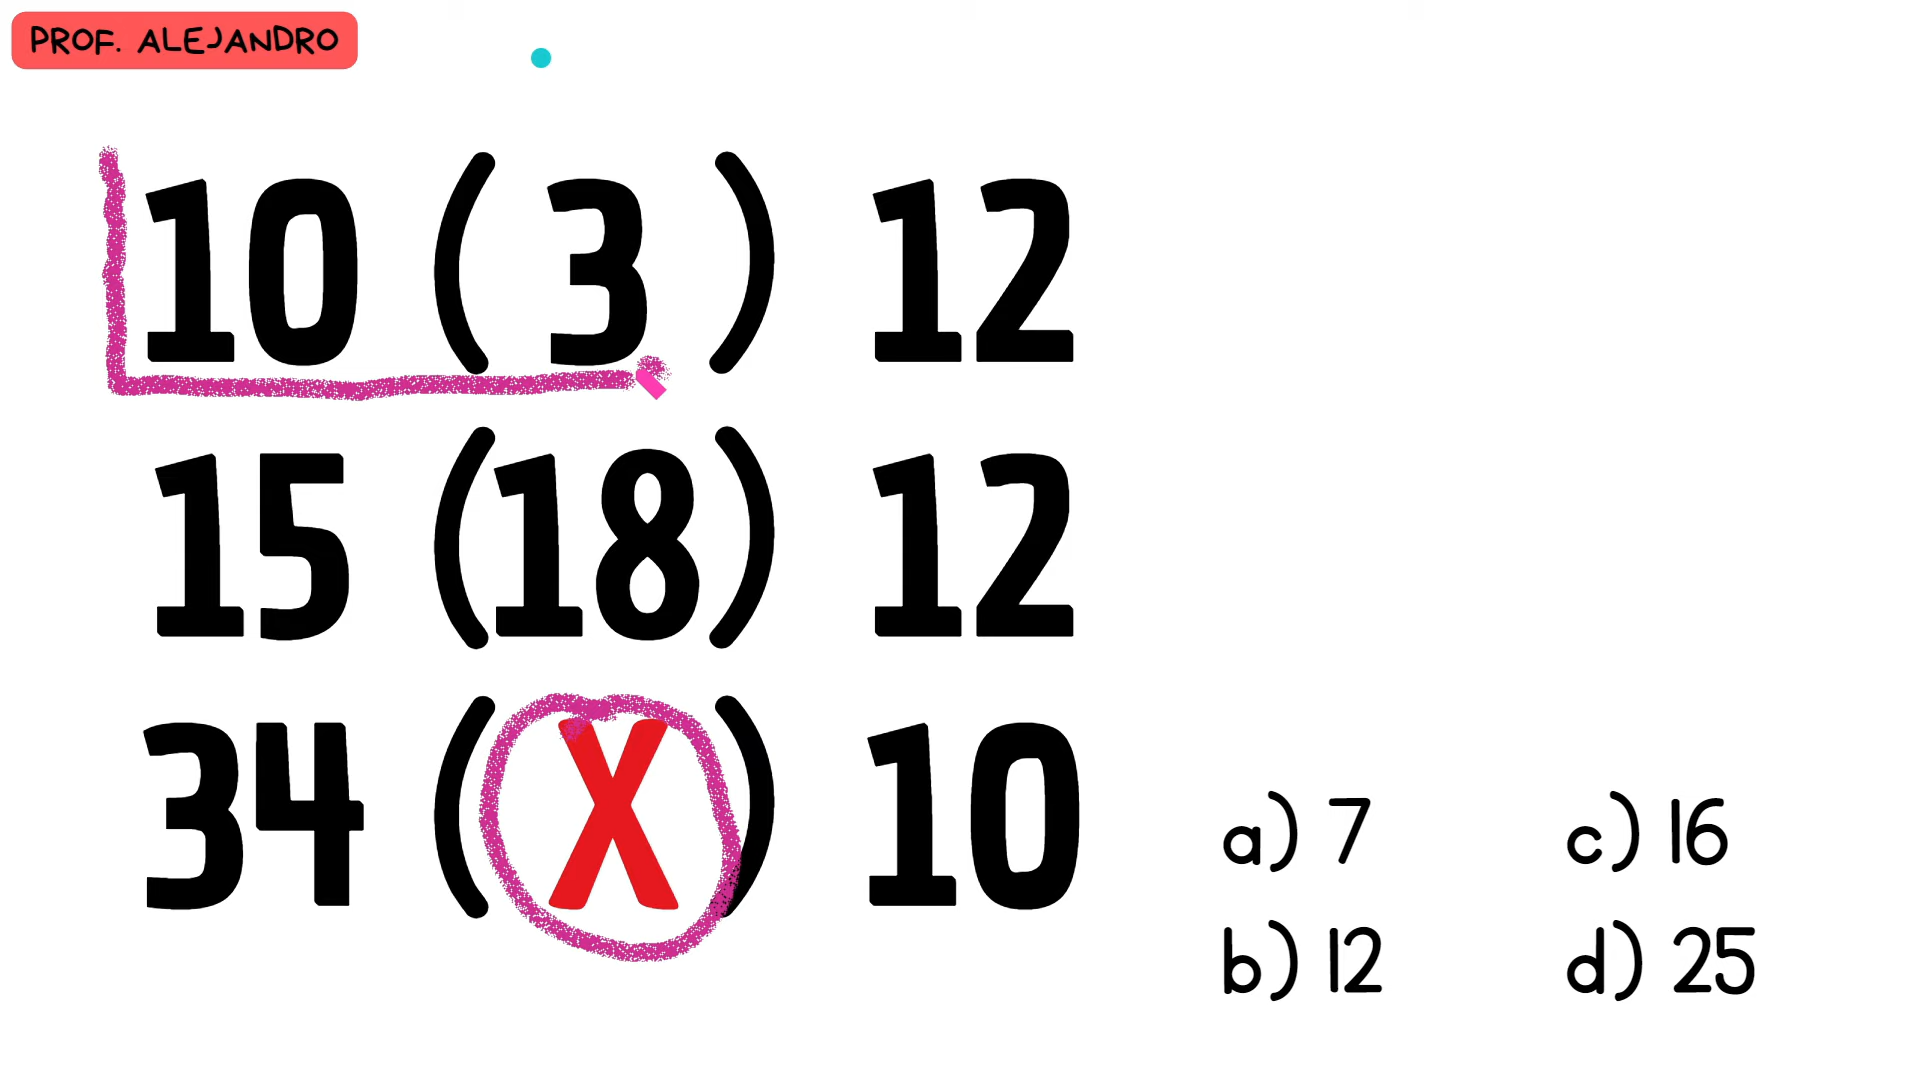 PROF. ALEJANDRO
10 ( 3 ) 12
15 (18) 12
34 ( X ) 10
a) 7 c) 16
b) 12 d) 25